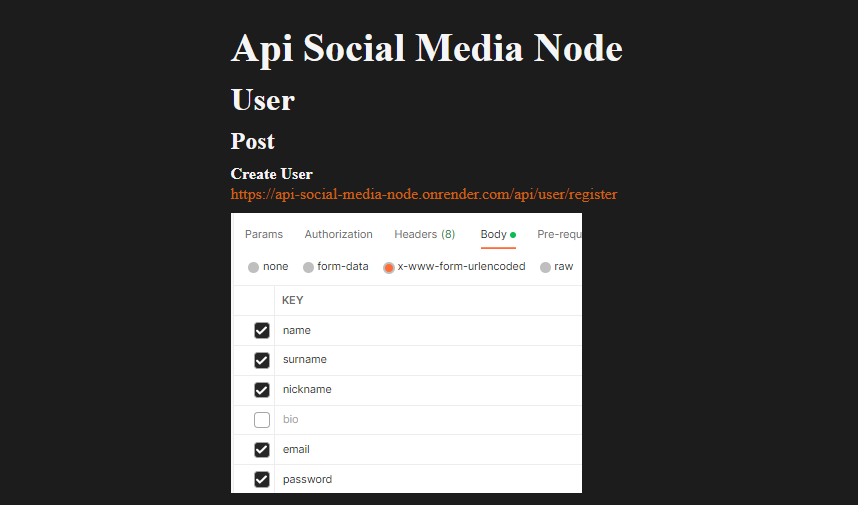 Api Social Media Node
User
Post
Create User
https://api-social-media-node.onrender.com/api/user/register
Params Authorization Headers (8) Body Pre-requ
none form-data x-www-form-urlencoded raw
KEY
name
surname
nickname
bio
email
password